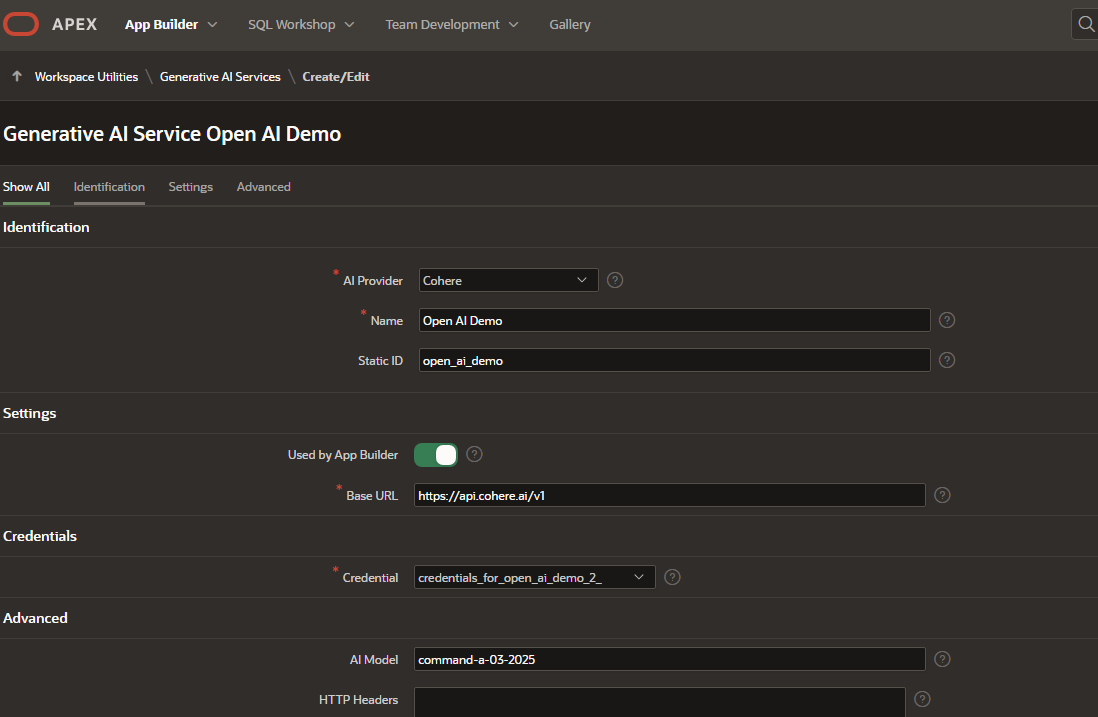 APEX App Builder SQL Workshop Team Development Gallery
Workspace Utilities \ Generative AI Services \ Create/Edit
Generative AI Service Open AI Demo
Show All Identification Settings Advanced
Identification
* AI Provider Cohere ?
* Name Open AI Demo ?
Static ID open_ai_demo ?
Settings
Used by App Builder ?
* Base URL https://api.cohere.ai/v1 ?
Credentials
* Credential credentials_for_open_ai_demo_2_ ?
Advanced
AI Model command-a-03-2025 ?
HTTP Headers ?